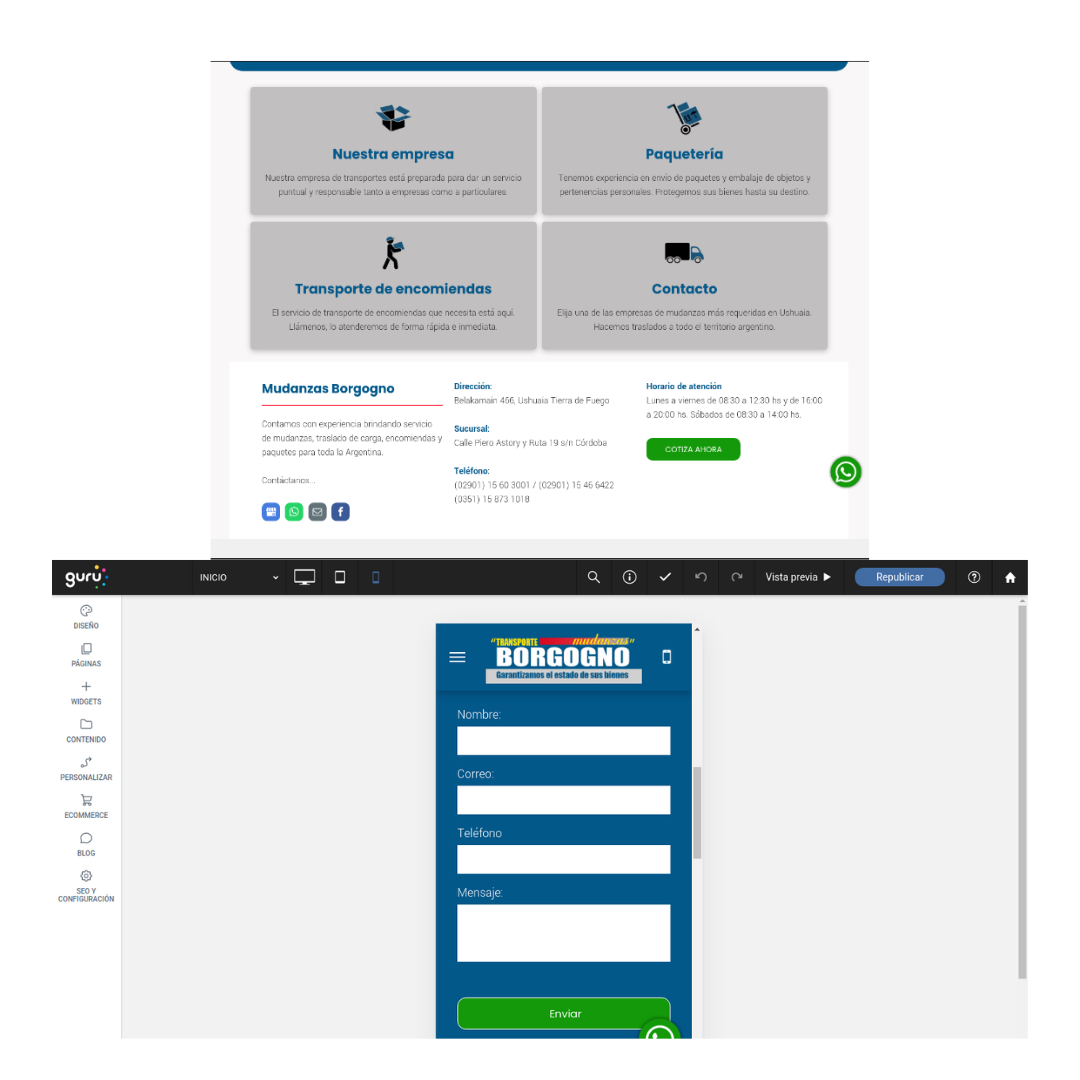 Nuestra empresa
Nuestra empresa de transportes está preparada para dar un servicio
puntual y responsable tanto a empresas como a particulares.
Paquetería
Tenemos experiencia en envío de paquetes y embalaje de objetos y
pertenencias personales. Protegemos sus bienes hasta su destino.
Transporte de encomiendas
El servicio de transporte de encomiendas que necesita está aquí.
Llámenos, lo atenderemos de forma rápida e inmediata.
Contacto
Elija una de las empresas de mudanzas más requeridas en Ushuaia.
Hacemos traslados a todo el territorio argentino.
Mudanzas Borgogno
Contamos con experiencia brindando servicio
de mudanzas, traslado de carga, encomiendas y
paquetes para toda la Argentina.
Contáctanos...
Dirección:
Belakamain 466, Ushuaia Tierra de Fuego
Sucursal:
Calle Piero Astory y Ruta 19 s/n Córdoba
Teléfono:
(02901) 15 60 3001 / (02901) 15 46 6422
(0351) 15 873 1018
Horario de atención
Lunes a viernes de 08:30 a 12:30 hs y de 16:00
a 20:00 hs. Sábados de 08:30 a 14:00 hs.
COTIZA AHORA
guru
INICIO
Vista previa
Republicar
DISEÑO
PÁGINAS
WIDGETS
CONTENIDO
PERSONALIZAR
ECOMMERCE
BLOG
SEO Y
CONFIGURACIÓN
"TRANSPORTE mudanzas"
BORGOGNO
Garantizamos el estado de sus bienes
Nombre:
Correo:
Teléfono
Mensaje:
Enviar